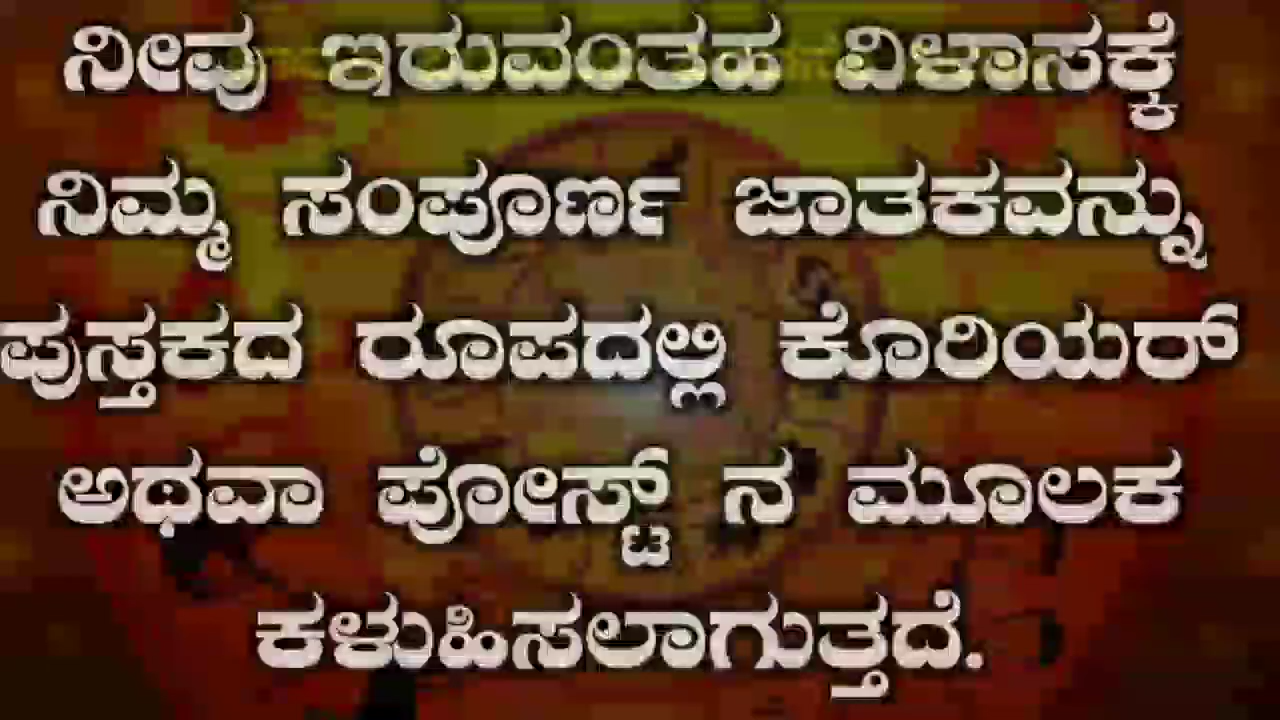 ನೀವು ಇರುವಂತಹ ವಿಳಾಸಕ್ಕೆ
ನಿಮ್ಮ ಸಂಪೂರ್ಣ ಜಾತಕವನ್ನು
ಪುಸ್ತಕದ ರೂಪದಲ್ಲಿ ಕೊರಿಯರ್
ಅಥವಾ ಪೋಸ್ಟ್ ನ ಮೂಲಕ
ಕಳುಹಿಸಲಾಗುತ್ತದೆ.